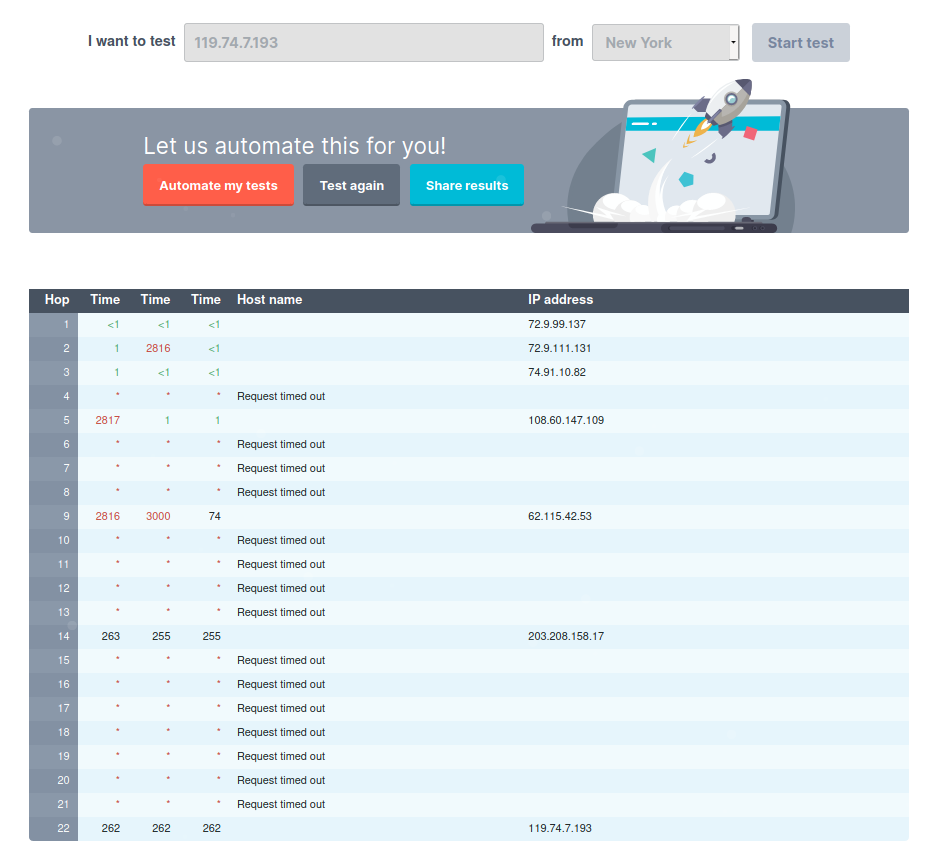 I want to test 119.74.7.193 from New York Start test
Let us automate this for you!
Automate my tests Test again Share results
Hop Time Time Time Host name IP address
1 <1 <1 <1 72.9.99.137
2 1 2816 <1 72.9.111.131
3 1 <1 <1 74.91.10.82
4 * * * Request timed out
5 2817 1 1 108.60.147.109
6 * * * Request timed out
7 * * * Request timed out
8 * * * Request timed out
9 2816 3000 74 62.115.42.53
10 * * * Request timed out
11 * * * Request timed out
12 * * * Request timed out
13 * * * Request timed out
14 263 255 255 203.208.158.17
15 * * * Request timed out
16 * * * Request timed out
17 * * * Request timed out
18 * * * Request timed out
19 * * * Request timed out
20 * * * Request timed out
21 * * * Request timed out
22 262 262 262 119.74.7.193